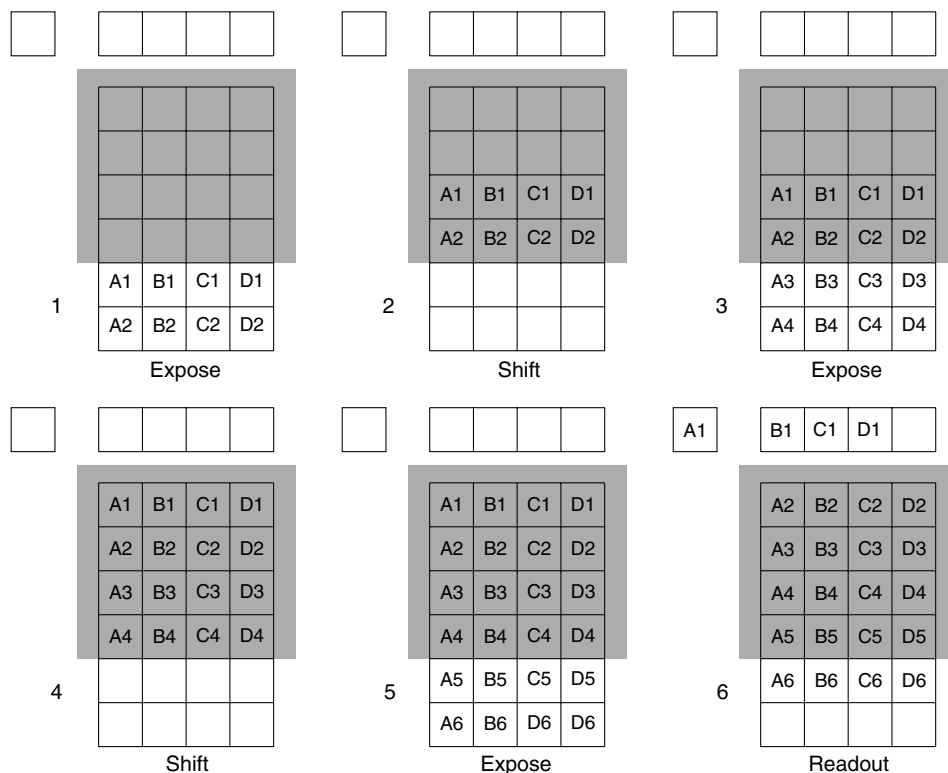 A1 B1 C1 D1
A2 B2 C2 D2
1
Expose
A1 B1 C1 D1
A2 B2 C2 D2
2
Shift
A1 B1 C1 D1
A2 B2 C2 D2
A3 B3 C3 D3
3
A4 B4 C4 D4
Expose
A1 B1 C1 D1
A2 B2 C2 D2
A3 B3 C3 D3
A4 B4 C4 D4
4
Shift
A1 B1 C1 D1
A2 B2 C2 D2
A3 B3 C3 D3
A4 B4 C4 D4
A5 B5 C5 D5
5
A6 B6 D6 D6
Expose
A1 B1 C1 D1
A2 B2 C2 D2
A3 B3 C3 D3
A4 B4 C4 D4
A5 B5 C5 D5
A6 B6 C6 D6
6
Readout